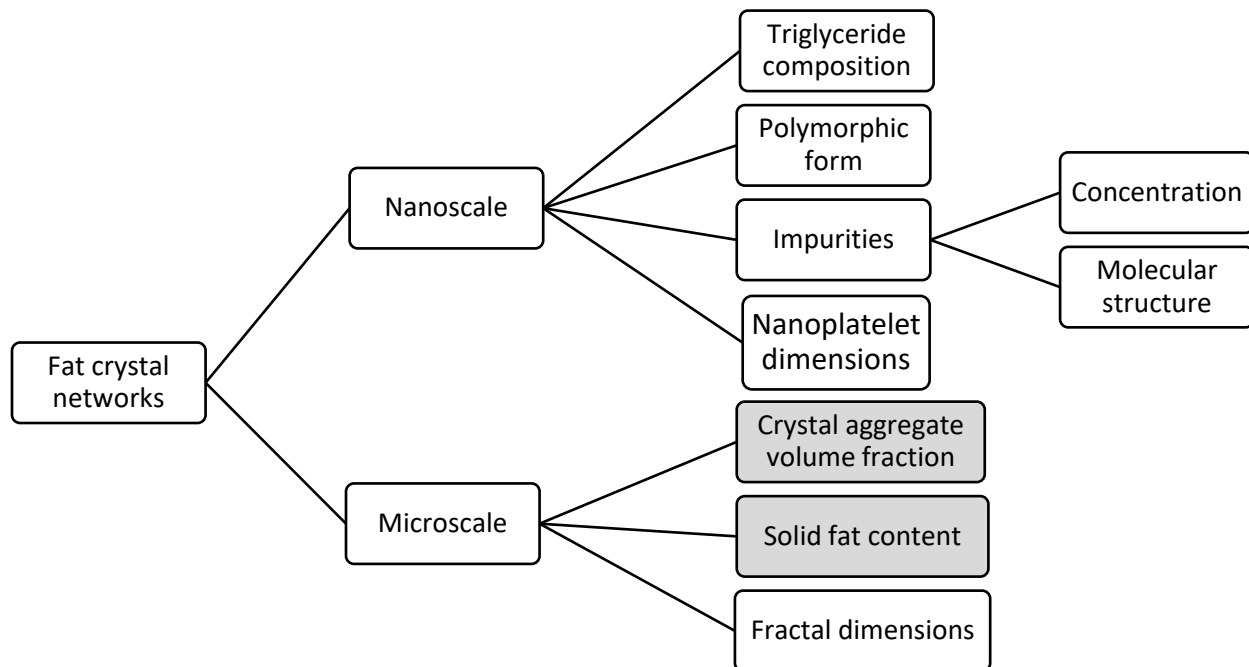 Triglyceride
composition
Polymorphic
form
Nanoscale
Concentration
Impurities
Molecular
structure
Nanoplatelet
dimensions
Fat crystal
networks
Crystal aggregate
volume fraction
Microscale
Solid fat content
Fractal dimensions